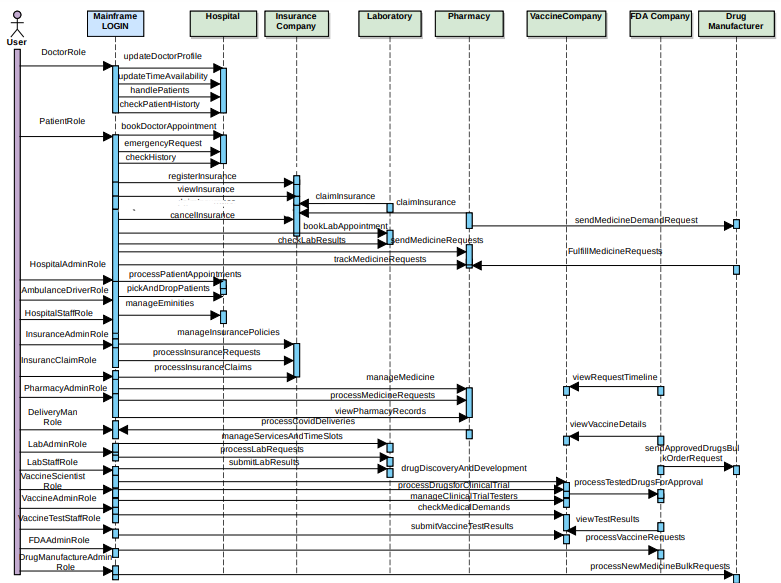 Mainframe
LOGIN
Hospital
Insurance
Company
Laboratory
Pharmacy
VaccineCompany
FDA Company
Drug
Manufacturer
User
DoctorRole
updateDoctorProfile
updateTimeAvailability
handlePatients
checkPatientHistorty
PatientRole
bookDoctorAppointment
emergencyRequest
checkHistory
registerInsurance
viewInsurance
claimInsurance
claimInsurance
cancelInsurance
sendMedicineDemandRequest
bookLabAppointment
checkLabResults
sendMedicineRequests
FulfillMedicineRequests
trackMedicineRequests
HospitalAdminRole
processPatientAppointments
AmbulanceDriverRole
pickAndDropPatients
manageEminities
HospitalStaffRole
InsuranceAdminRole
manageInsurancePolicies
InsurancClaimRole
processInsuranceRequests
processInsuranceClaims
manageMedicine
viewRequestTimeline
PharmacyAdminRole
processMedicineRequests
viewPharmacyRecords
DeliveryMan
Role
processCovidDeliveries
viewVaccineDetails
manageServicesAndTimeSlots
LabAdminRole
processLabRequests
sendApprovedDrugsBul
kOrderRequest
LabStaffRole
submitLabResults
drugDiscoveryAndDevelopment
VaccineScientist
Role
processDrugsforClinicalTrial
processTestedDrugsForApproval
VaccineAdminRole
manageClinicalTrialTesters
checkMedicalDemands
VaccineTestStaffRole
submitVaccineTestResults
viewTestResults
FDAAdminRole
processVaccineRequests
DrugManufactureAdmin
Role
processNewMedicineBulkRequests